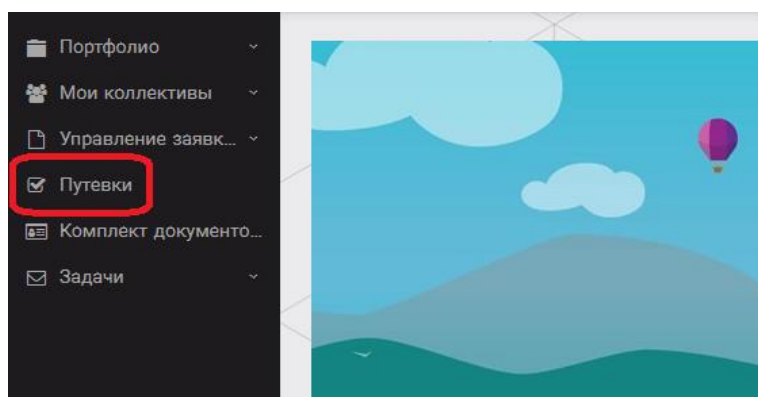 Портфолио
Мои коллективы
Управление заявк...
Путевки
Комплект документо...
Задачи